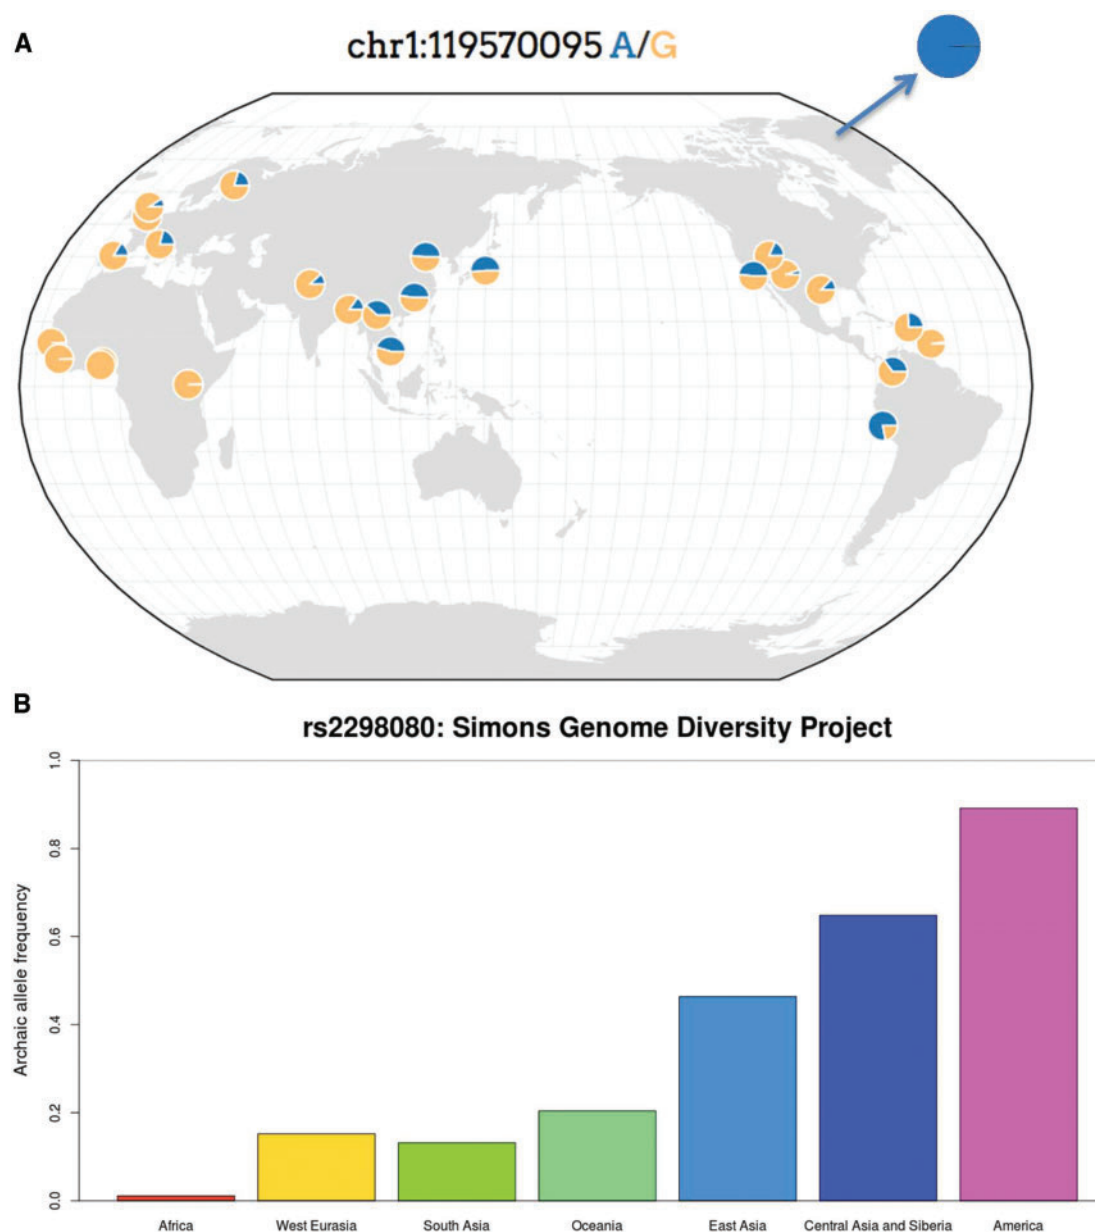 A
chr1:119570095 A/G
B
rs2298080: Simons Genome Diversity Project
Archaic allele frequency
1.0
0.8
0.6
0.4
0.2
0.0
Africa
West Eurasia
South Asia
Oceania
East Asia
Central Asia and Siberia
America